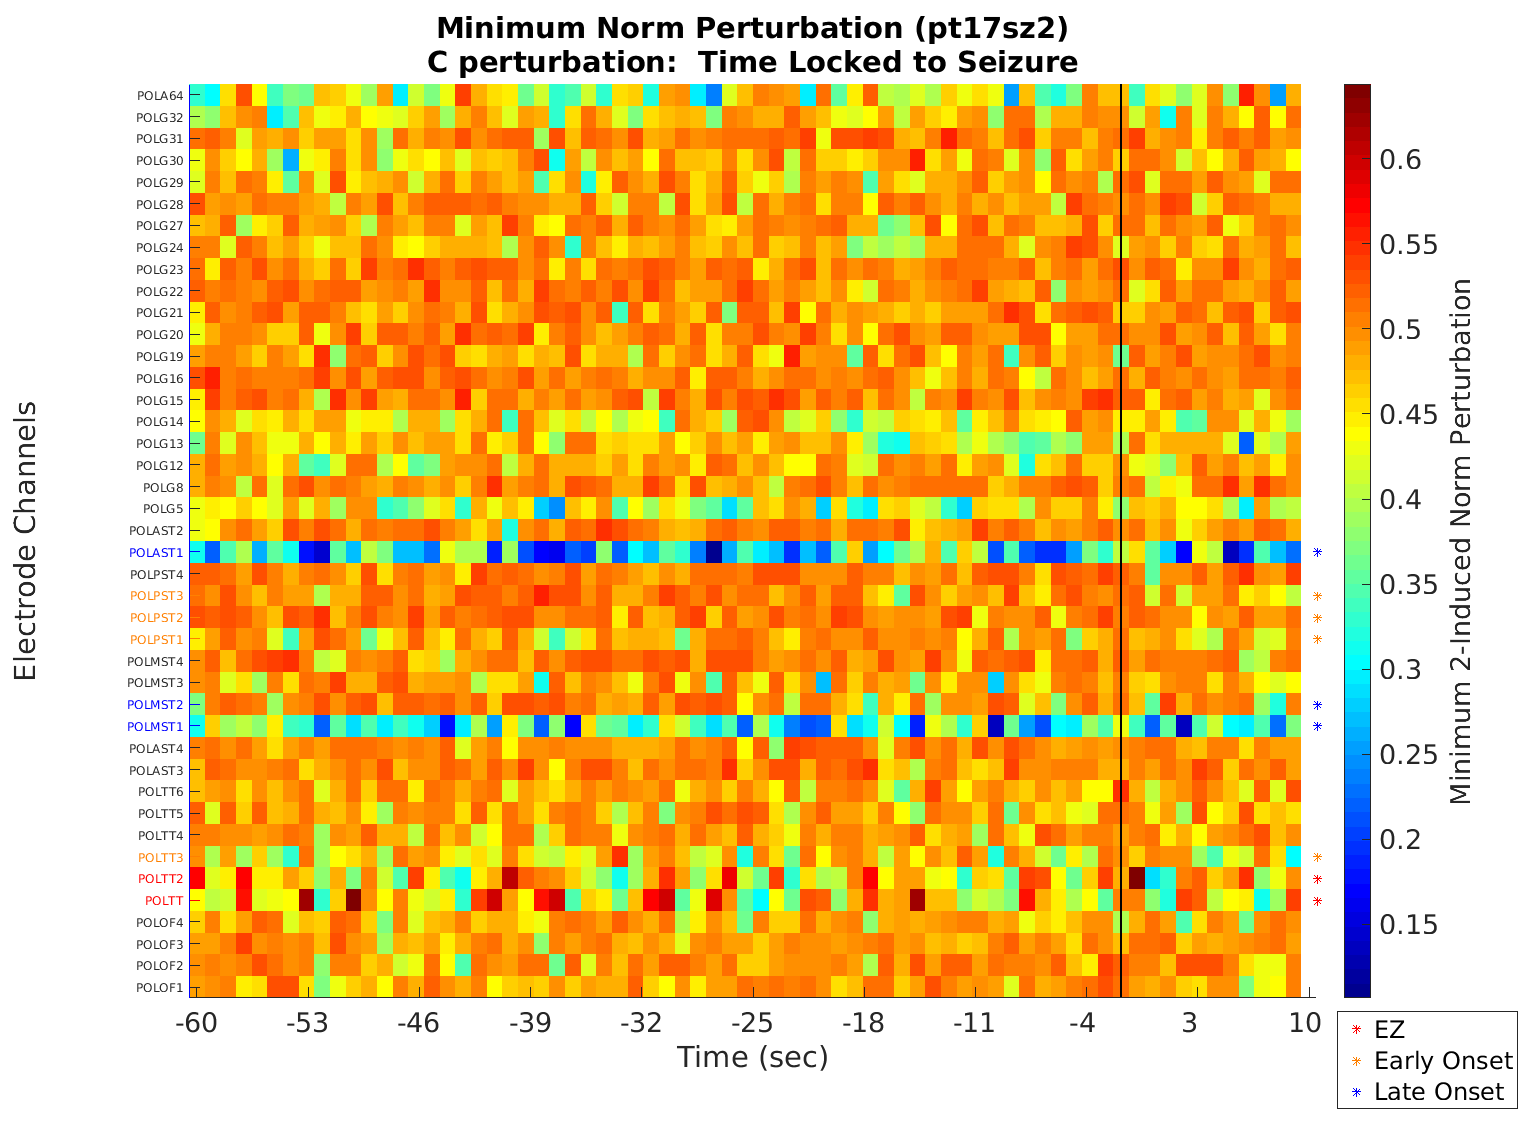 Minimum Norm Perturbation (pt17sz2)
C perturbation:  Time Locked to Seizure
Electrode Channels
POLA64
POLG32
POLG31
POLG30
POLG29
POLG28
POLG27
POLG24
POLG23
POLG22
POLG21
POLG20
POLG19
POLG16
POLG15
POLG14
POLG13
POLG12
POLG8
POLG5
POLAST2
POLAST1
POLPST4
POLPST3
POLPST2
POLPST1
POLMST4
POLMST3
POLMST2
POLMST1
POLAST4
POLAST3
POLTT6
POLTT5
POLTT4
POLTT3
POLTT2
POLTT
POLOF4
POLOF3
POLOF2
POLOF1
-60 -53 -46 -39 -32 -25 -18 -11 -4 3 10
Time (sec)
0.6
0.55
0.5
0.45
0.4
0.35
0.3
0.25
0.2
0.15
Minimum 2-Induced Norm Perturbation
EZ
Early Onset
Late Onset